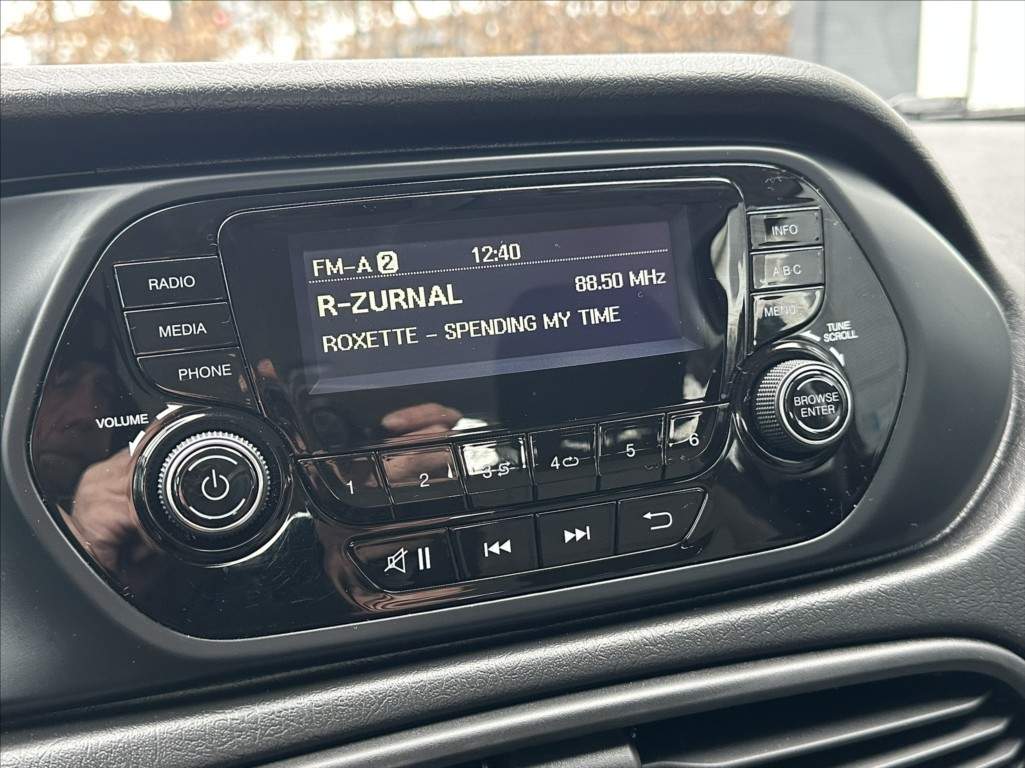 FM-A 2 12:40
R-ZURNAL 88.50 MHz
ROXETTE - SPENDING MY TIME
RADIO
MEDIA
PHONE
VOLUME
INFO
ABC
MENU
TUNE
SCROLL
BROWSE
ENTER
1 2 3 4 5 6